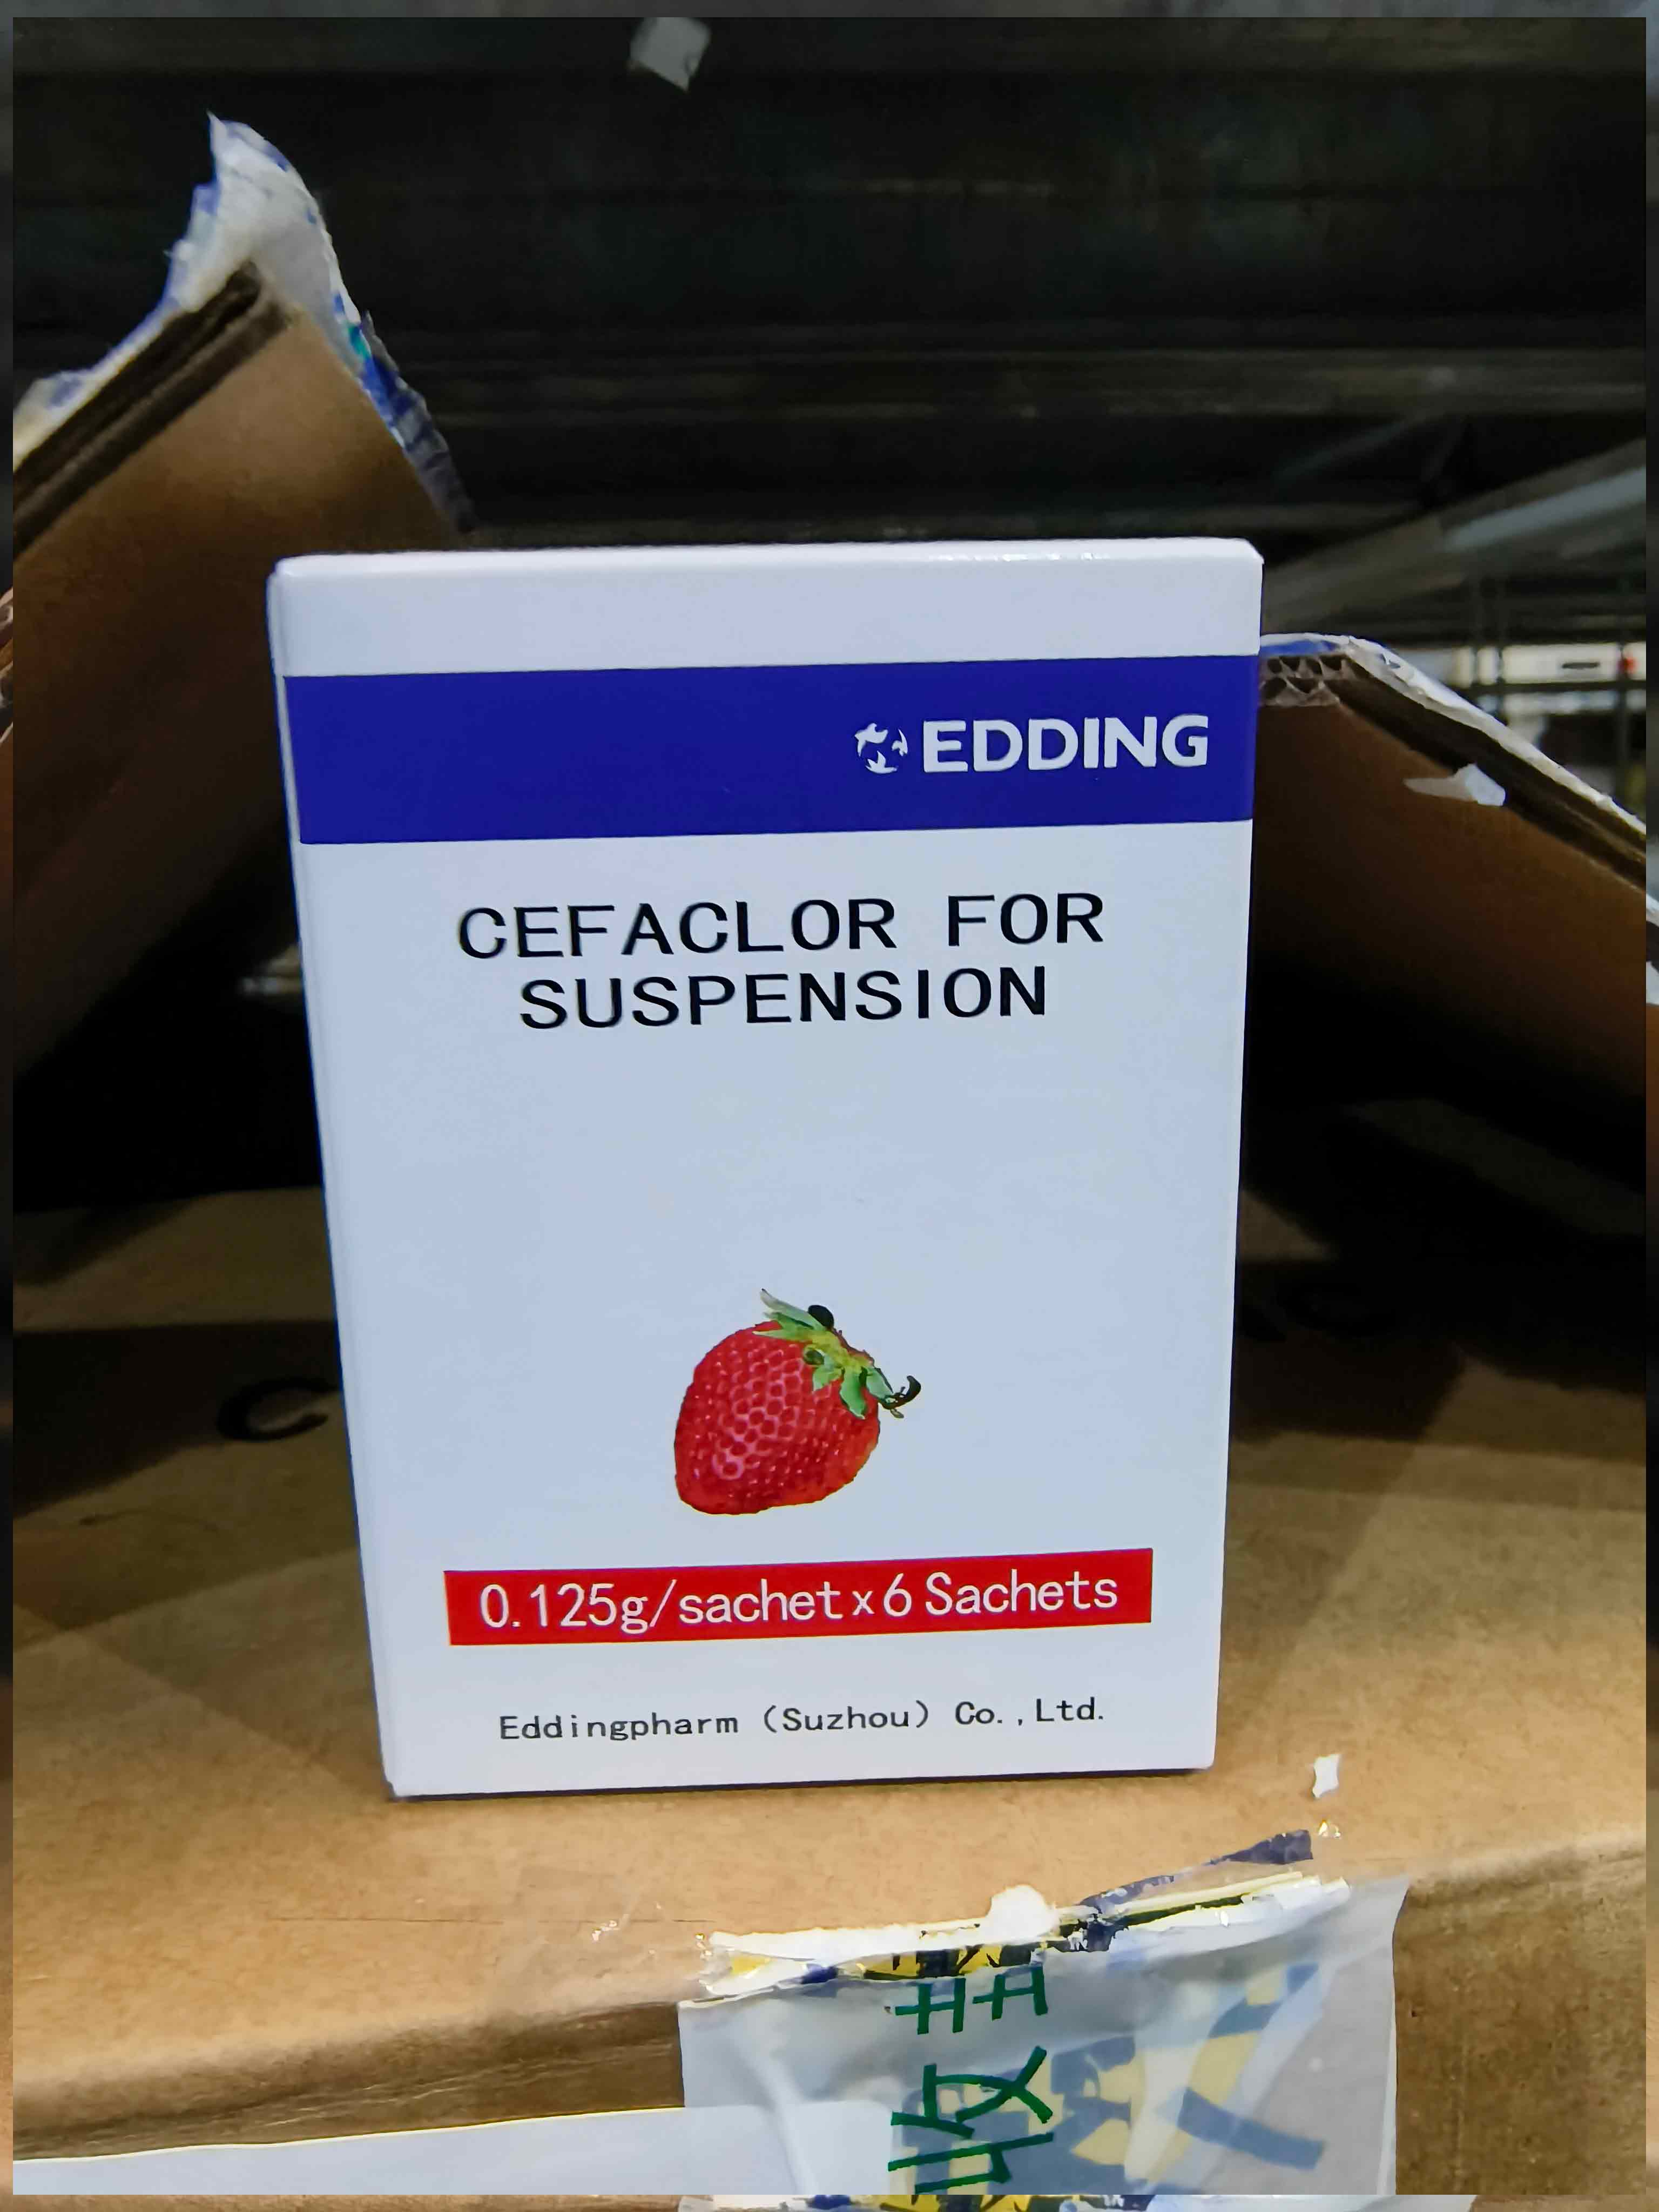 EDDING
CEFACLOR FOR
SUSPENSION
0.125g/sachet x 6 Sachets
Eddingpharm (Suzhou) Co.,Ltd.